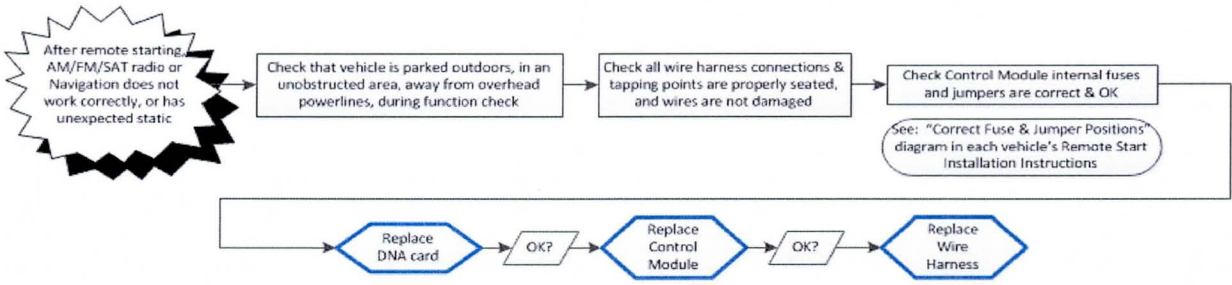 After remote starting,
AM/FM/SAT radio or
Navigation does not
work correctly, or has
unexpected static
Check that vehicle is parked outdoors, in an
unobstructed area, away from overhead
powerlines, during function check
Check all wire harness connections &
tapping points are properly seated,
and wires are not damaged
Check Control Module internal fuses
and jumpers are correct & OK
See: "Correct Fuse & Jumper Positions"
diagram in each vehicle's Remote Start
Installation Instructions
Replace
DNA card
OK?
Replace
Control
Module
OK?
Replace
Wire
Harness